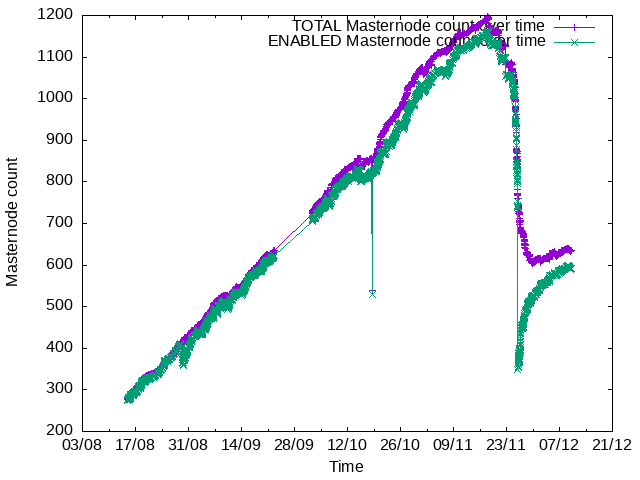 TOTAL Masternode count over time
ENABLED Masternode count over time
1200
1100
1000
900
800
700
600
500
400
300
200
Masternode count
03/08 17/08 31/08 14/09 28/09 12/10 26/10 09/11 23/11 07/12 21/12
Time